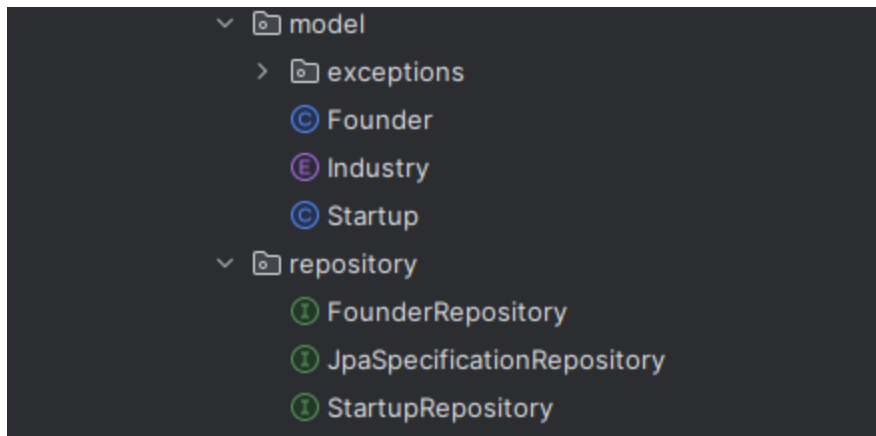 model
exceptions
C Founder
E Industry
C Startup
repository
I FounderRepository
I JpaSpecificationRepository
I StartupRepository